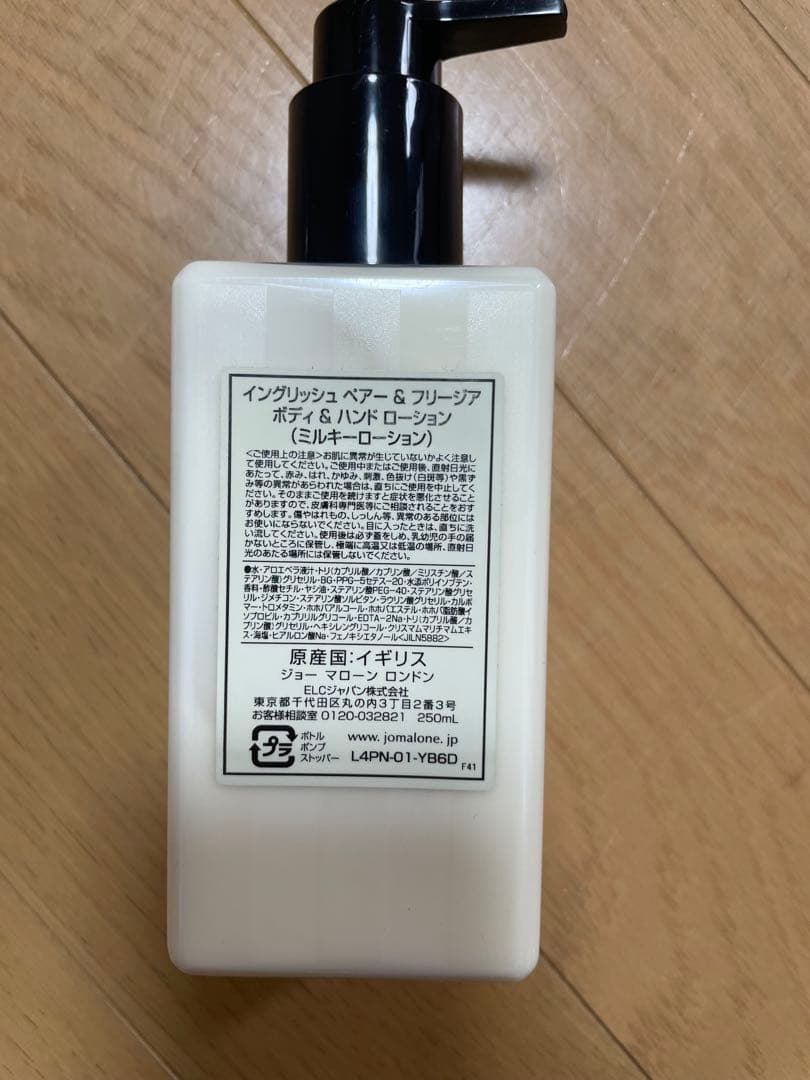 イングリッシュ ペアー & フリージア
ボディ & ハンド ローション
(ミルキーローション)
<ご使用上の注意>お肌に異常が生じていないかよく注意し
て使用してください。ご使用中またはご使用後、直射日光に
あたって、赤み、はれ、かゆみ、刺激、色抜け(白斑等)や黒ず
み等の異常があらわれた場合は、直ちにご使用を中止してく
ださい。そのままご使用を続けますと症状を悪化させること
がありますので、皮膚科専門医等にご相談されることをおす
すめします。傷やはれもの、しっしん等、異常のある部位には
お使いにならないでください。目に入ったときは、直ちに洗
い流してください。使用後は必ず蓋をしめ、乳幼児の手の届
かないところに保管し、極端に高温又は低温の場所、直射日
光のあたる場所には保管しないでください。
●水・アロエベラ液汁・トリ(カプリル酸/カプリン酸/ミリスチン酸/ス
テアリン酸)グリセリル・BG・PPG-5セテス-20・水添ポリイソブテン・
香料・酢酸セチル・ヤシ油・ステアリン酸PEG-40・ステアリン酸グリセ
リル・ジメチコン・ステアリン酸ソルビタン・ラウリン酸グリセリル・カルボ
マー・トロメタミン・ホホバアルコール・ホホバエステル・ホホバ脂肪酸イ
ソプロピル・カプリリルグリコール・EDTA-2Na・トリ(カプリル酸/カ
プリン酸)グリセリル・ヘキシレングリコール・クリスマムマリチマムエキ
ス・海塩・ヒアルロン酸Na・フェノキシエタノール<JILN5882>
原産国:イギリス
ジョー マローン ロンドン
ELCジャパン株式会社
東京都千代田区丸の内3丁目2番3号
お客様相談室 0120-032821 250mL
プラ
ボトル
ポンプ
ストッパー
www. jomalone. jp
L4PN-01-YB6D
F41